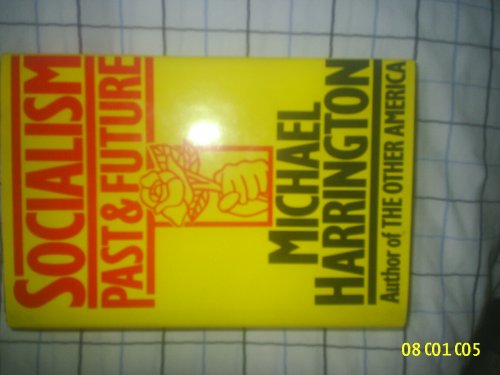 SOCIALISM
PAST & FUTURE
MICHAEL
HARRINGTON
Author of THE OTHER AMERICA
08 01 05